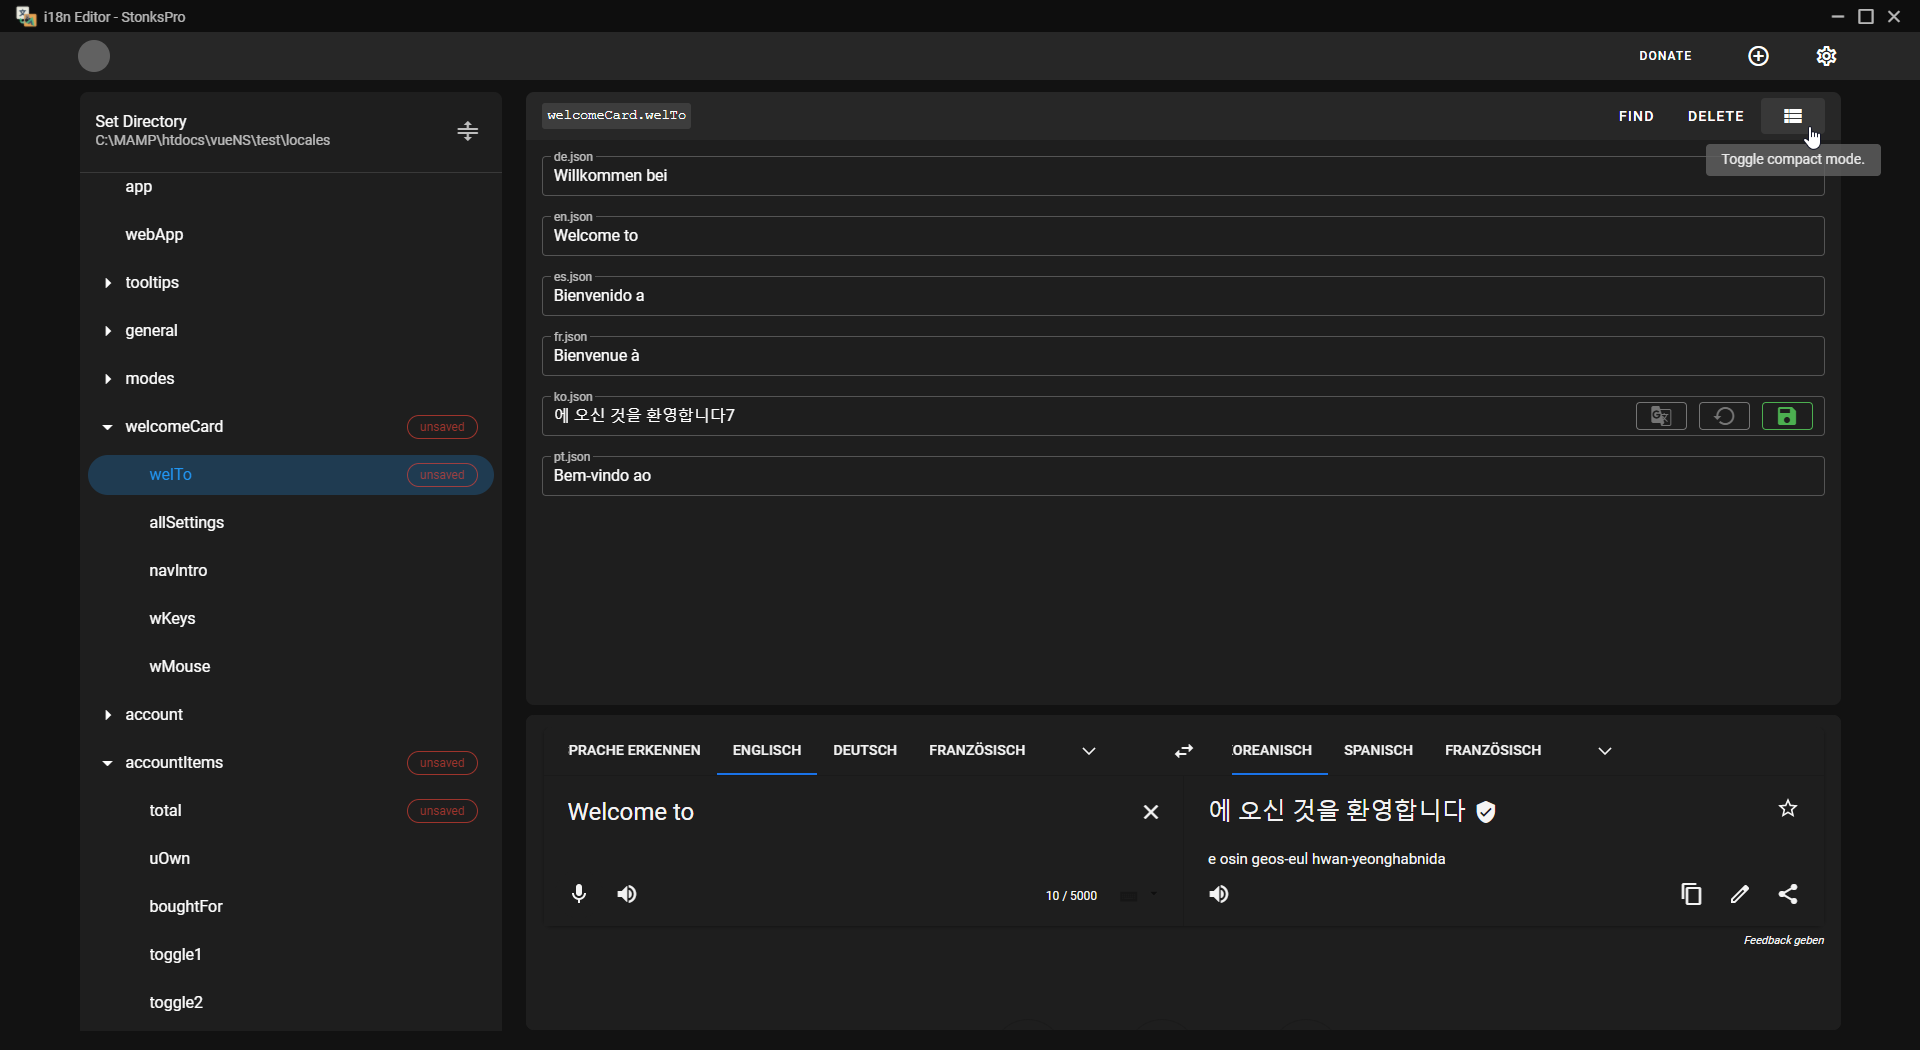 i18n Editor - StonksPro
DONATE
Set Directory
C:\MAMP\htdocs\vueNS\test\locales
app
webApp
tooltips
general
modes
welcomeCard
unsaved
welTo
unsaved
allSettings
navIntro
wKeys
wMouse
account
accountItems
unsaved
total
unsaved
uOwn
boughtFor
toggle1
toggle2
welcomeCard.welTo
FIND
DELETE
Toggle compact mode.
de.json
Willkommen bei
en.json
Welcome to
es.json
Bienvenido a
fr.json
Bienvenue à
ko.json
에 오신 것을 환영합니다7
pt.json
Bem-vindo ao
PRACHE ERKENNEN
ENGLISCH
DEUTSCH
FRANZÖSISCH
OREANISCH
SPANISCH
FRANZÖSISCH
Welcome to
에 오신 것을 환영합니다
e osin geos-eul hwan-yeonghabnida
10 / 5000
Feedback geben